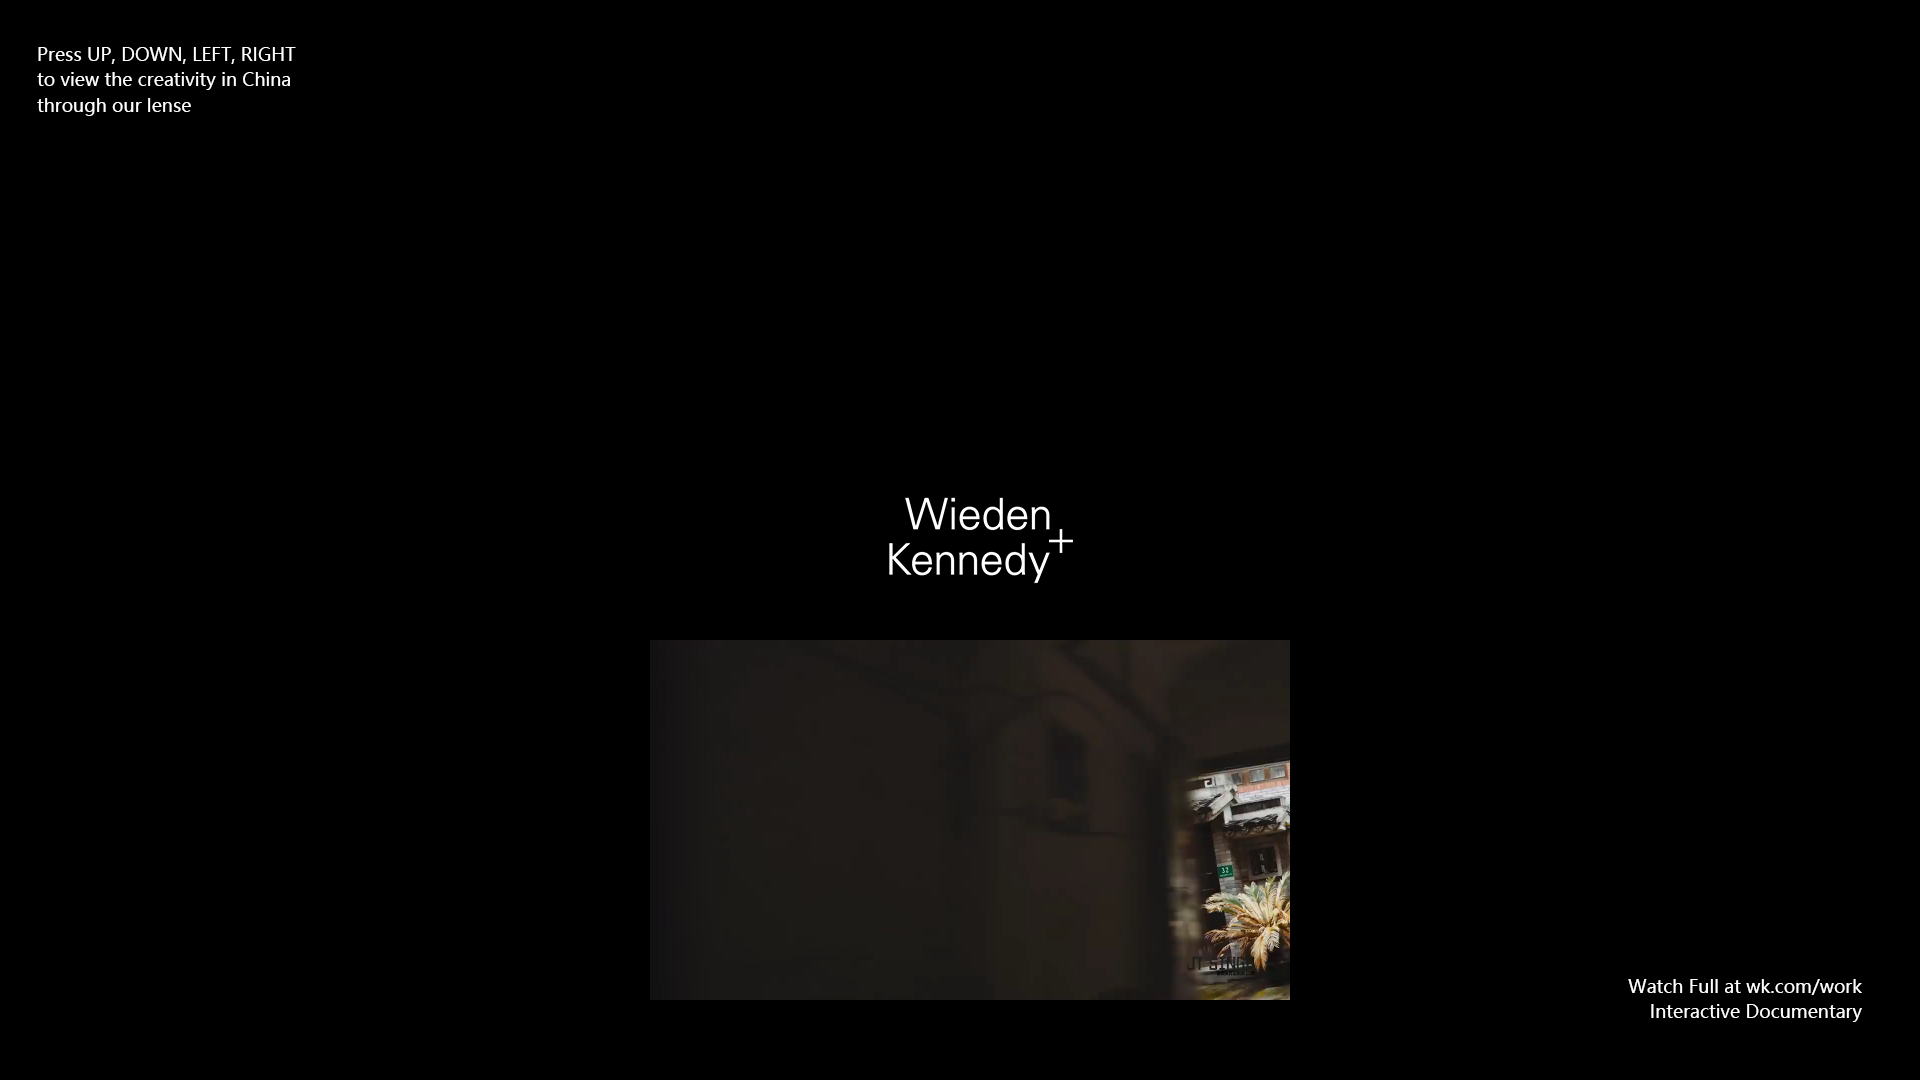 Press UP, DOWN, LEFT, RIGHT
to view the creativity in China
through our lense
Wieden
Kennedy+
32
Watch Full at wk.com/work
Interactive Documentary